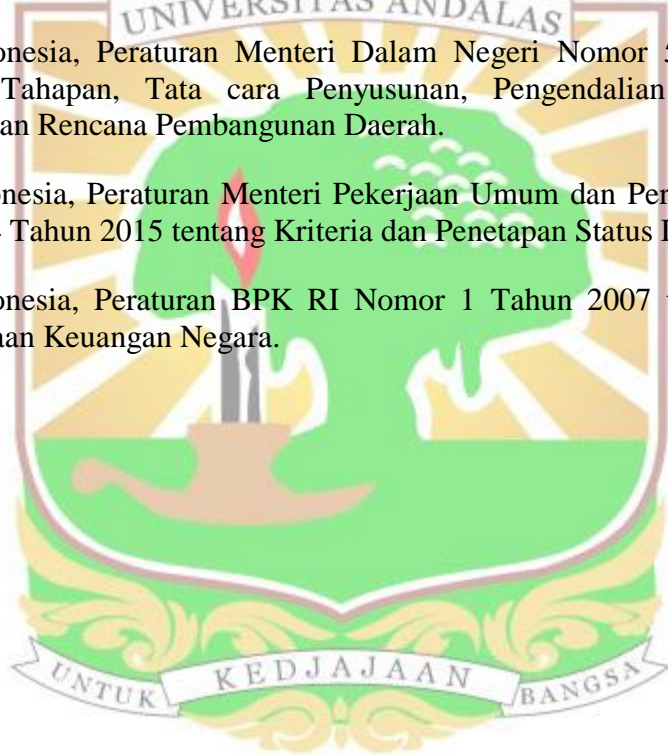 UNIVERSITAS ANDALAS
onesia, Peraturan Menteri Dalam Negeri Nomor 5
Tahapan, Tata cara Penyusunan, Pengendalian
an Rencana Pembangunan Daerah.
onesia, Peraturan Menteri Pekerjaan Umum dan Per
Tahun 2015 tentang Kriteria dan Penetapan Status I
onesia, Peraturan BPK RI Nomor 1 Tahun 2007
aan Keuangan Negara.
UNTUK KEDJAJAAN BANGSA